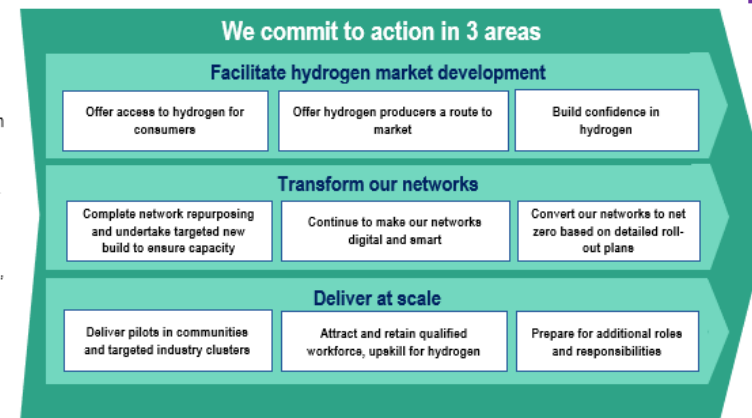 We commit to action in 3 areas
Facilitate hydrogen market development
Offer access to hydrogen for
consumers
Offer hydrogen producers a route to
market
Build confidence in
hydrogen
Transform our networks
Complete network repurposing
and undertake targeted new
build to ensure capacity
Continue to make our networks
digital and smart
Convert our networks to net
zero based on detailed roll-
out plans
Deliver at scale
Deliver pilots in communities
and targeted industry clusters
Attract and retain qualified
workforce, upskill for hydrogen
Prepare for additional roles
and responsibilities